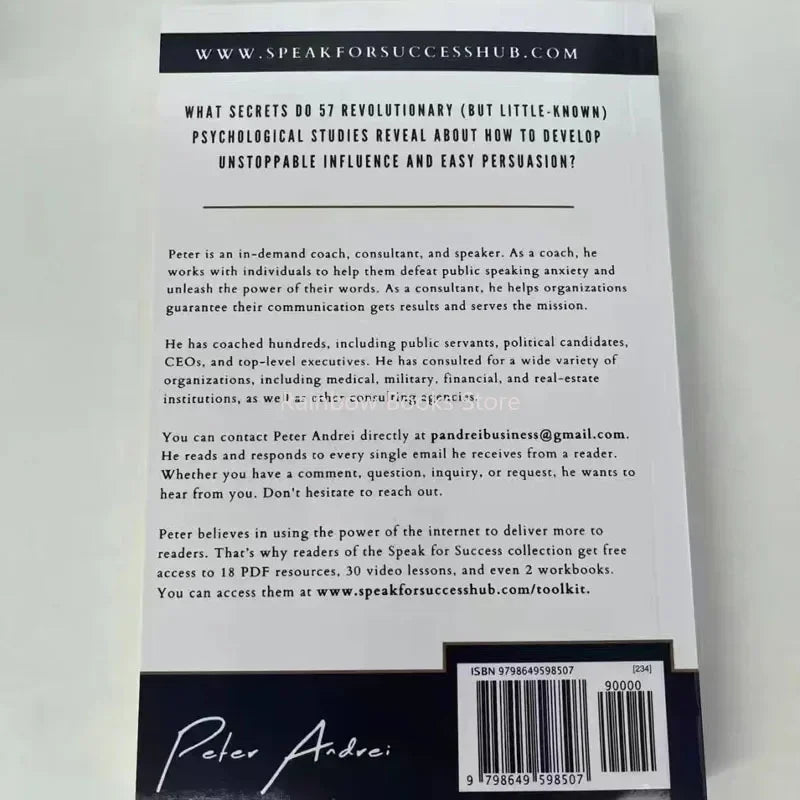 WWW.SPEAKFORSUCCESSHUB.COM
WHAT SECRETS DO 57 REVOLUTIONARY (BUT LITTLE-KNOWN)
PSYCHOLOGICAL STUDIES REVEAL ABOUT HOW TO DEVELOP
UNSTOPPABLE INFLUENCE AND EASY PERSUASION?
Peter is an in-demand coach, consultant, and speaker. As a coach, he
works with individuals to help them defeat public speaking anxiety and
unleash the power of their words. As a consultant, he helps organizations
guarantee their communication gets results and serves the mission.
He has coached hundreds, including public servants, political candidates,
CEOs, and top-level executives. He has consulted for a wide variety of
organizations, including medical, military, financial, and real-estate
institutions, as well as other consulting agencies.
Rainbow Books Store
You can contact Peter Andrei directly at pandreibusiness@gmail.com.
He reads and responds to every single email he receives from a reader.
Whether you have a comment, question, inquiry, or request, he wants to
hear from you. Don't hesitate to reach out.
Peter believes in using the power of the internet to deliver more to
readers. That's why readers of the Speak for Success collection get free
access to 18 PDF resources, 30 video lessons, and even 2 workbooks.
You can access them at www.speakforsuccesshub.com/toolkit.
ISBN 9798649598507
[234]
90000
9 798649 598507
Peter Andrei